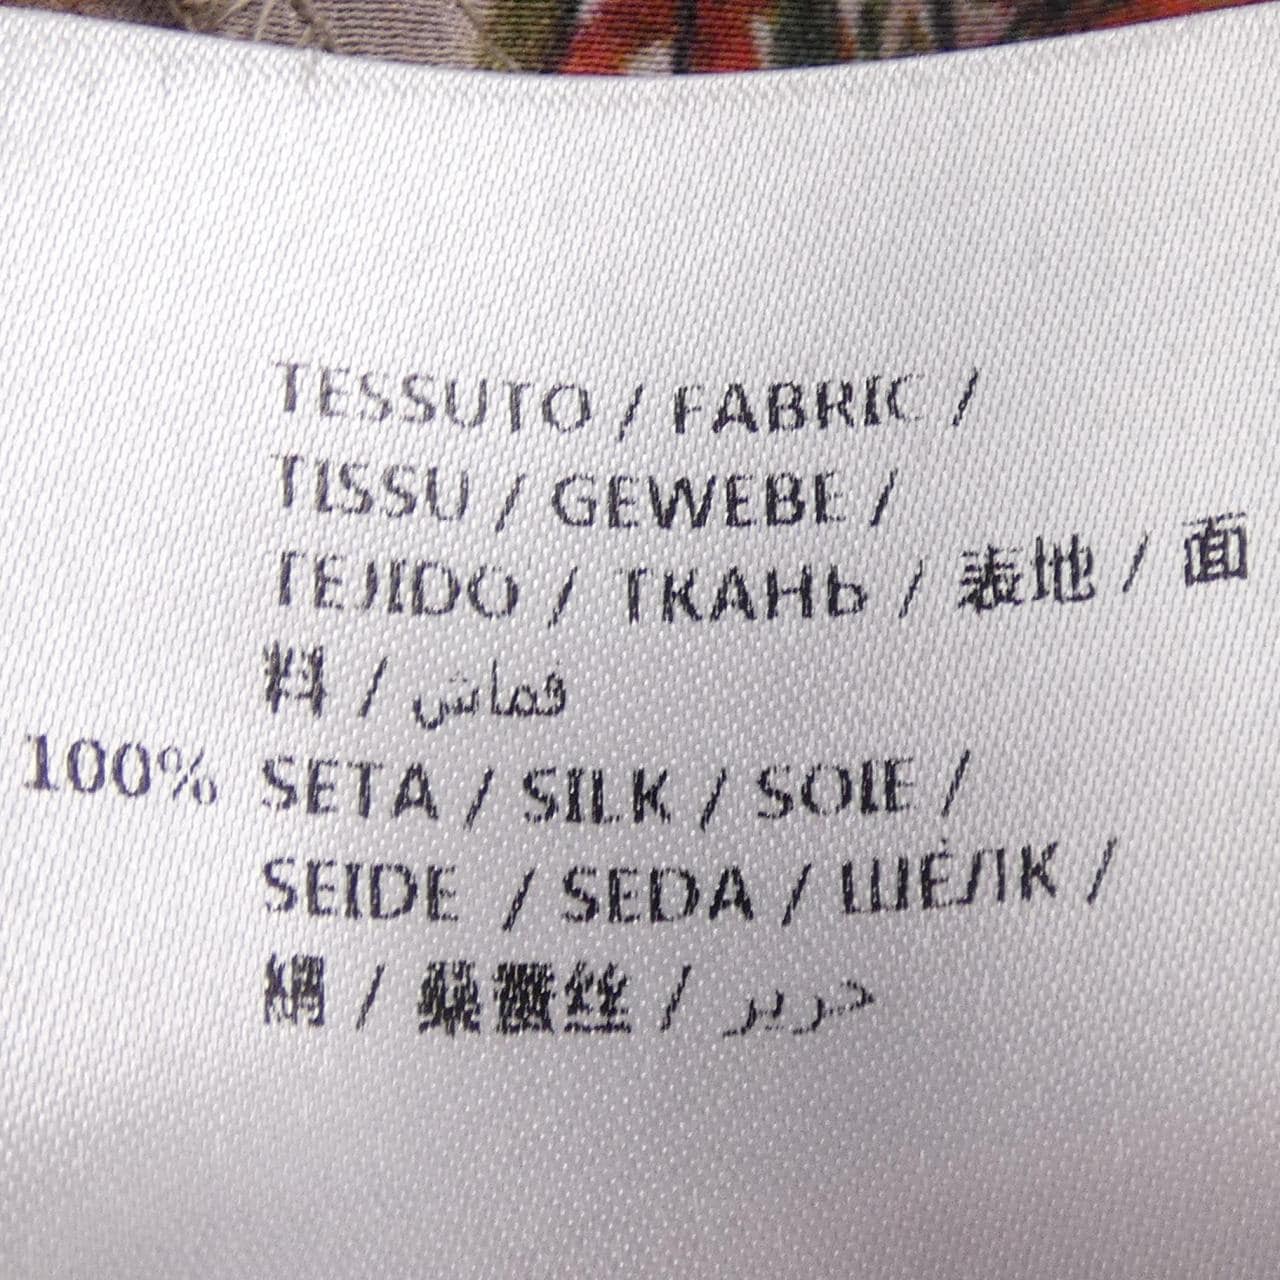 TESSUTO / FABRIC /
TISSU / GEWEBE /
TEJIDO / ТКАНЬ / 表地 / 面
料 / قماش
100% SETA / SILK / SOIE /
SEIDE / SEDA / ШЁЛК /
絹 / 桑蚕丝 / حرير